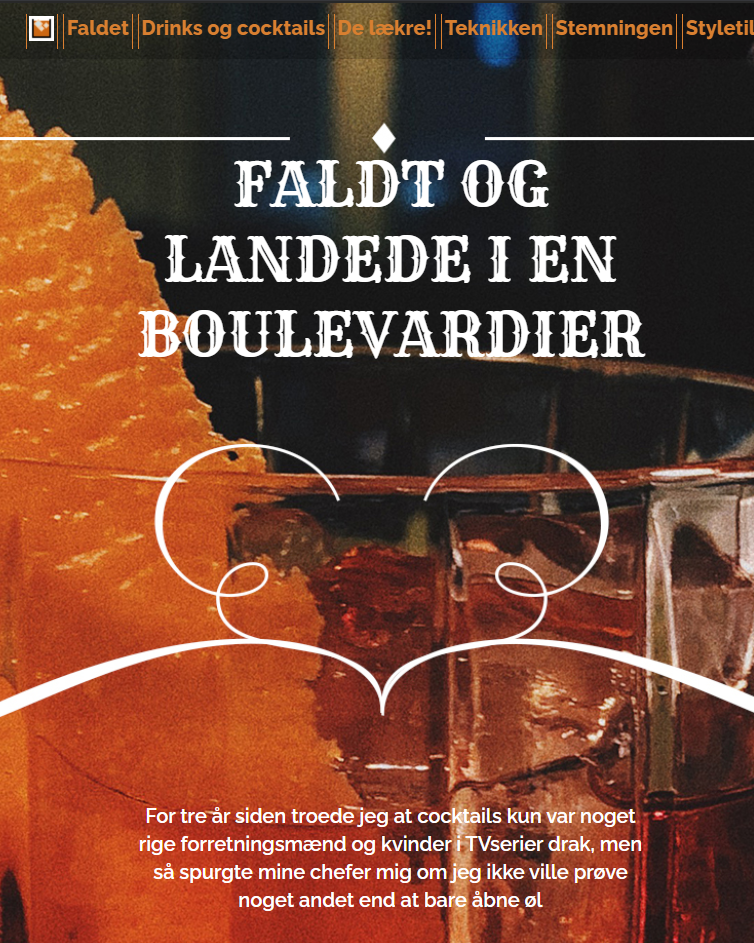 Faldet Drinks og cocktails De lækre! Teknikken Stemningen Styletil
FALDT OG
LANDEDE I EN
BOULEVARDIER
For tre år siden troede jeg at cocktails kun var noget
rige forretningsmænd og kvinder i TVserier drak, men
så spurgte mine chefer mig om jeg ikke ville prøve
noget andet end at bare åbne øl